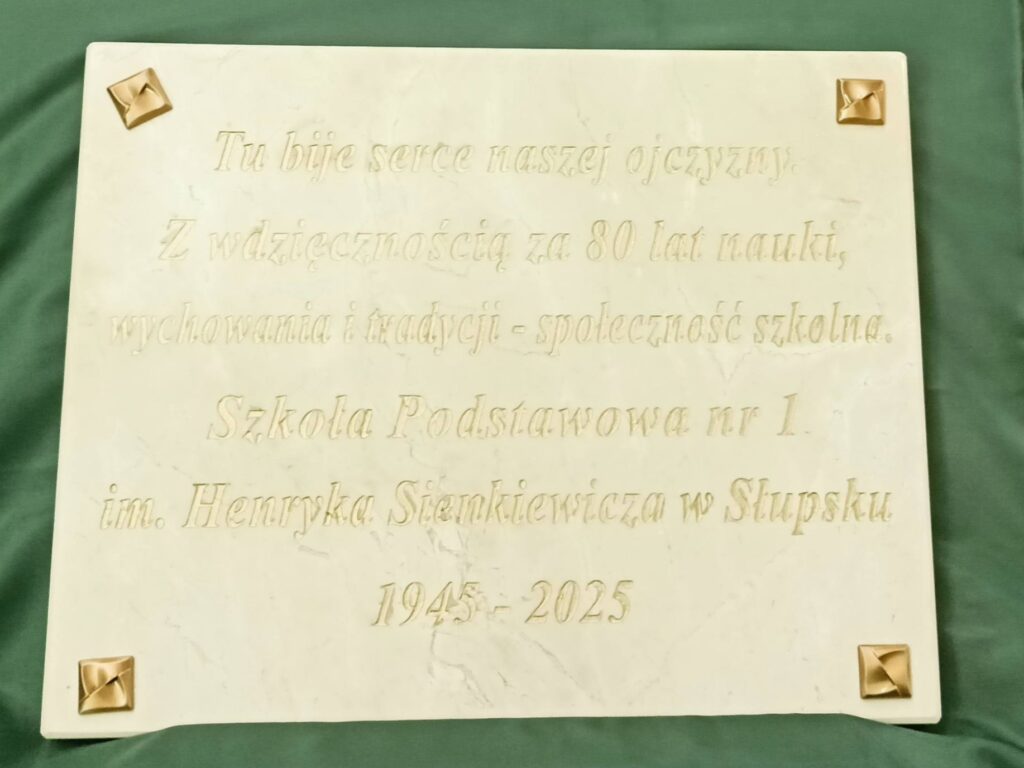 Tu bije serce naszej ojczyzny.
Z wdzięcznością za 80 lat nauki,
wychowania i tradycji - społeczność szkolna.
Szkoła Podstawowa nr 1
im. Henryka Sienkiewicza w Słupsku
1945 - 2025